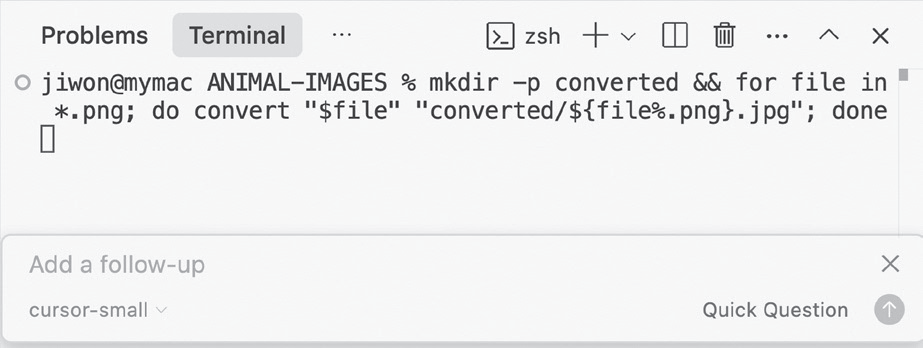 Problems Terminal ··· zsh ···
jiwon@mymac ANIMAL-IMAGES % mkdir -p converted && for file in
*.png; do convert "$file" "converted/${file%.png}.jpg"; done
Add a follow-up
cursor-small Quick Question